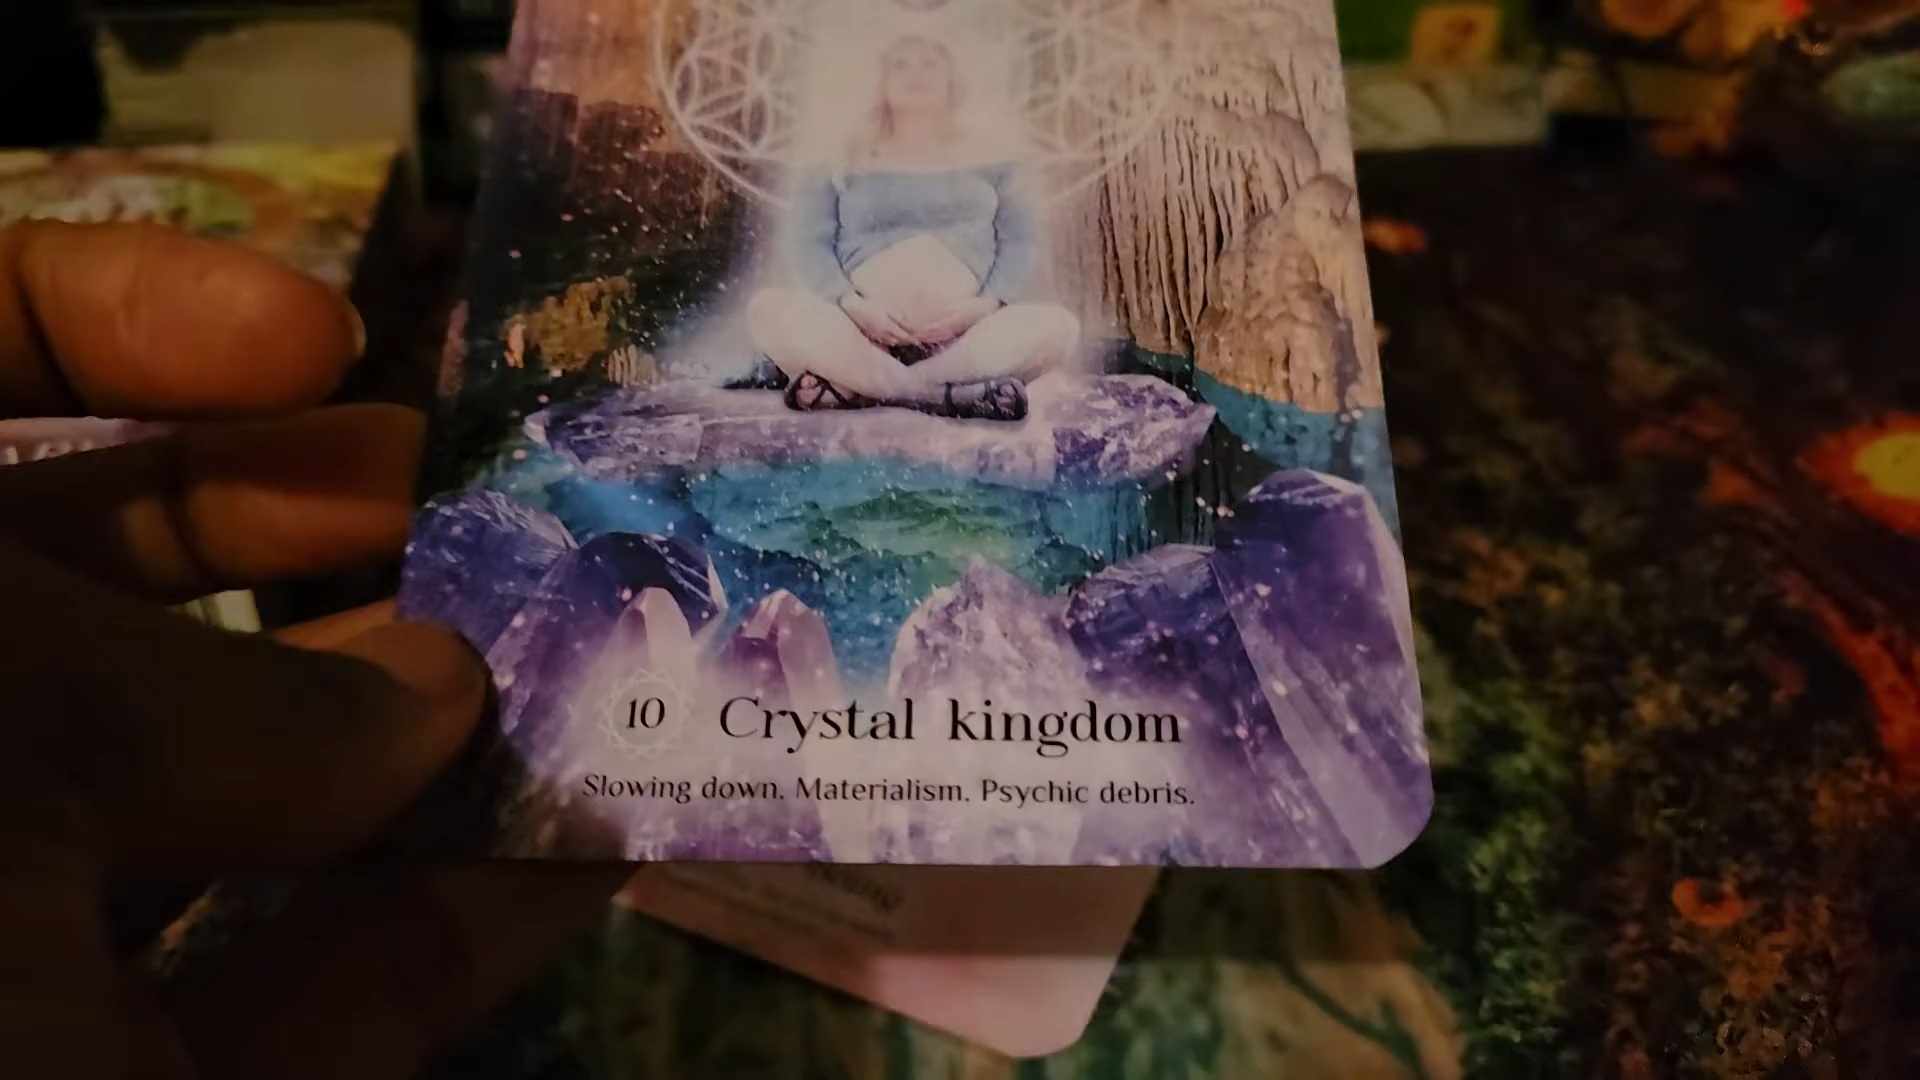 10 Crystal kingdom
Slowing down. Materialism. Psychic debris.